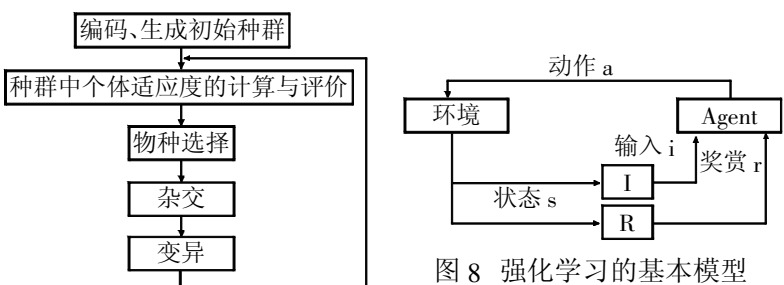 编码、生成初始种群
种群中个体适应度的计算与评价
物种选择
杂交
变异
动作 a
环境
Agent
输入 i
奖赏 r
I
状态 s
R
图 8 强化学习的基本模型